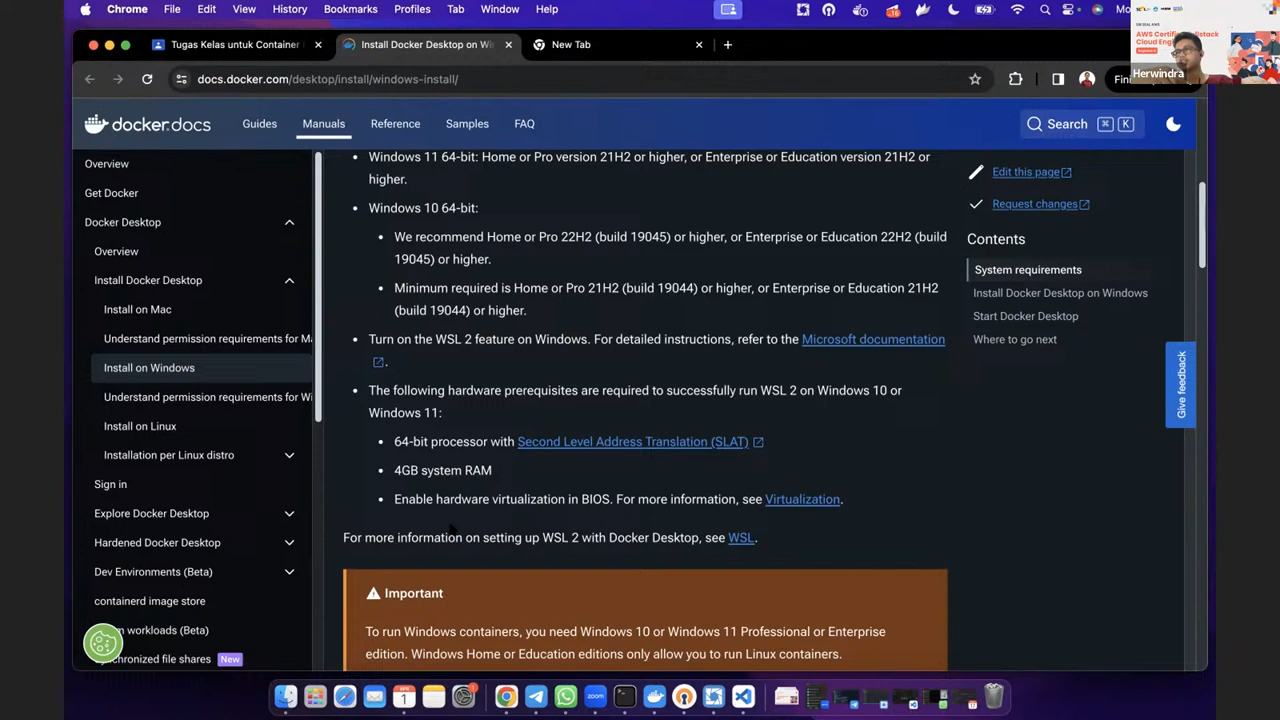 Chrome File Edit View History Bookmarks Profiles Tab Window Help
Tugas Kelas untuk Container
Install Docker Desktop on Wi
New Tab
docs.docker.com/desktop/install/windows-install/
AWS Certified
Cloud
Herwindra
docker.docs Guides Manuals Reference Samples FAQ Search ⌘ K
Overview
Get Docker
Docker Desktop
Overview
Install Docker Desktop
Install on Mac
Understand permission requirements for Ma
Install on Windows
Understand permission requirements for Wi
Install on Linux
Installation per Linux distro
Sign in
Explore Docker Desktop
Hardened Docker Desktop
Dev Environments (Beta)
containerd image store
workloads (Beta)
ynchronized file shares New
• Windows 11 64-bit: Home or Pro version 21H2 or higher, or Enterprise or Education version 21H2 or
higher.
• Windows 10 64-bit:
• We recommend Home or Pro 22H2 (build 19045) or higher, or Enterprise or Education 22H2 (build
19045) or higher.
• Minimum required is Home or Pro 21H2 (build 19044) or higher, or Enterprise or Education 21H2
(build 19044) or higher.
• Turn on the WSL 2 feature on Windows. For detailed instructions, refer to the Microsoft documentation
.
• The following hardware prerequisites are required to successfully run WSL 2 on Windows 10 or
Windows 11:
• 64-bit processor with Second Level Address Translation (SLAT)
• 4GB system RAM
• Enable hardware virtualization in BIOS. For more information, see Virtualization.
For more information on setting up WSL 2 with Docker Desktop, see WSL.
Important
To run Windows containers, you need Windows 10 or Windows 11 Professional or Enterprise
edition. Windows Home or Education editions only allow you to run Linux containers.
Edit this page
Request changes
Contents
System requirements
Install Docker Desktop on Windows
Start Docker Desktop
Where to go next
Give feedback